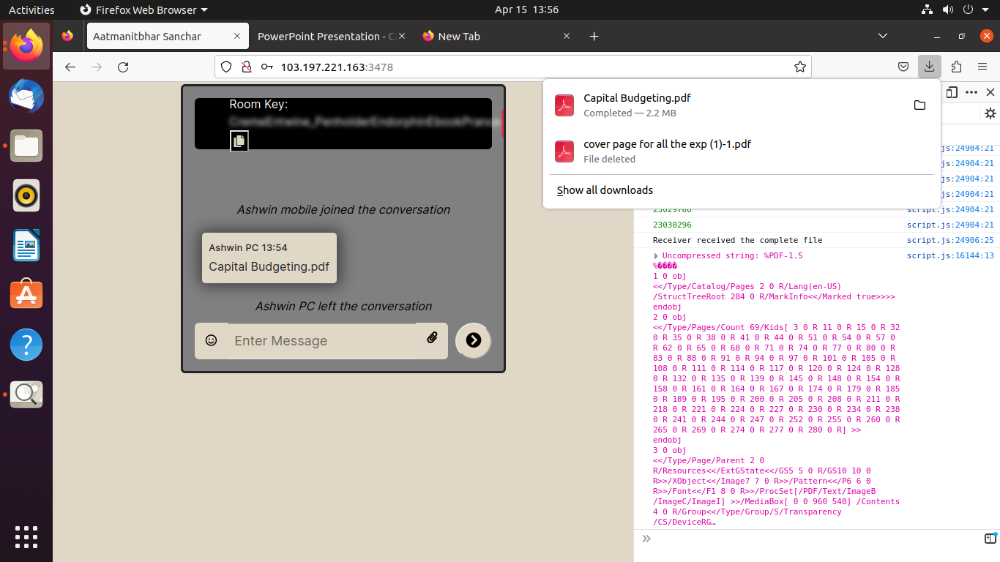 Activities
Firefox Web Browser
Apr 15 13:56
Aatmanitbhar Sanchar
PowerPoint Presentation - C
New Tab
103.197.221.163:3478
Room Key:
Ashwin mobile joined the conversation
Ashwin PC 13:54
Capital Budgeting.pdf
Ashwin PC left the conversation
Enter Message
Capital Budgeting.pdf
Completed — 2.2 MB
cover page for all the exp (1)-1.pdf
File deleted
Show all downloads
js:24904:21
js:24904:21
js:24904:21
js:24904:21
23029760 script.js:24904:21
23030296 script.js:24904:21
Receiver received the complete file script.js:24906:25
Uncompressed string: %PDF-1.5 script.js:16144:13
%����
1 0 obj
<</Type/Catalog/Pages 2 0 R/Lang(en-US)
/StructTreeRoot 284 0 R/MarkInfo<</Marked true>>>>
endobj
2 0 obj
<</Type/Pages/Count 69/Kids[ 3 0 R 11 0 R 15 0 R 32
0 R 35 0 R 38 0 R 41 0 R 44 0 R 51 0 R 54 0 R 57 0
R 62 0 R 65 0 R 68 0 R 71 0 R 74 0 R 77 0 R 80 0 R
83 0 R 88 0 R 91 0 R 94 0 R 97 0 R 101 0 R 105 0 R
108 0 R 111 0 R 114 0 R 117 0 R 120 0 R 124 0 R 128
0 R 132 0 R 135 0 R 139 0 R 145 0 R 148 0 R 154 0 R
158 0 R 161 0 R 164 0 R 167 0 R 174 0 R 179 0 R 185
0 R 189 0 R 195 0 R 200 0 R 205 0 R 208 0 R 211 0 R
218 0 R 221 0 R 224 0 R 227 0 R 230 0 R 234 0 R 238
0 R 241 0 R 244 0 R 247 0 R 252 0 R 255 0 R 260 0 R
265 0 R 269 0 R 274 0 R 277 0 R 280 0 R] >>
endobj
3 0 obj
<</Type/Page/Parent 2 0
R/Resources<</ExtGState<</GS5 5 0 R/GS10 10 0
R>>/XObject<</Image7 7 0 R>>/Pattern<</P6 6 0
R>>/Font<</F1 8 0 R>>/ProcSet[/PDF/Text/ImageB
/ImageC/ImageI] >>/MediaBox[ 0 0 960 540] /Contents
4 0 R/Group<</Type/Group/S/Transparency
/CS/DeviceRG…